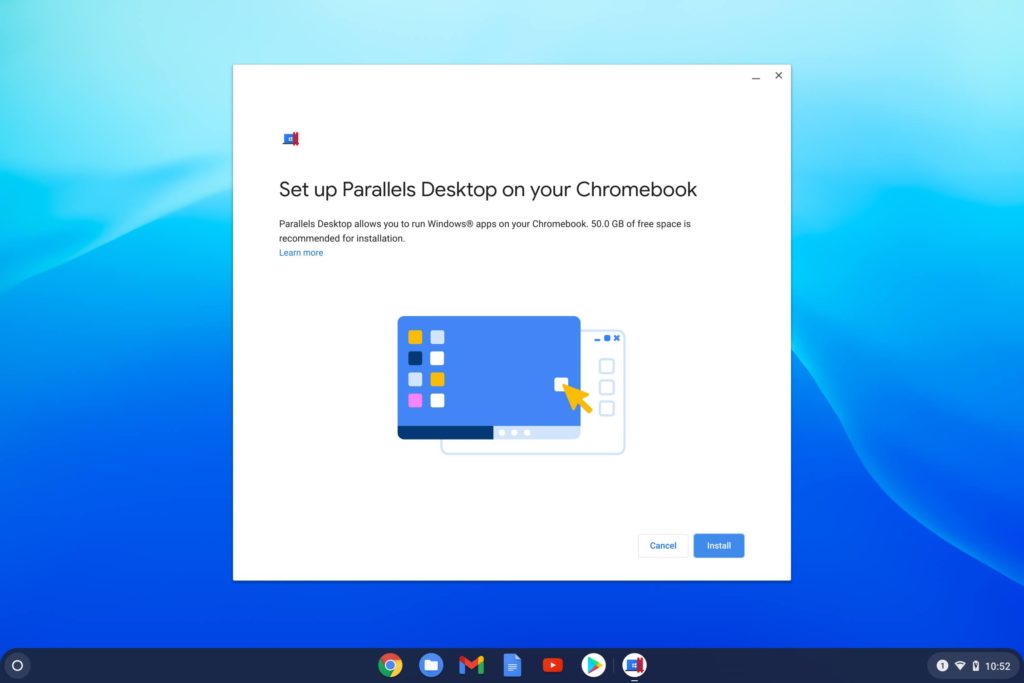 Set up Parallels Desktop on your Chromebook
Parallels Desktop allows you to run Windows® apps on your Chromebook. 50.0 GB of free space is
recommended for installation.
Learn more
Cancel
Install
1
10:52